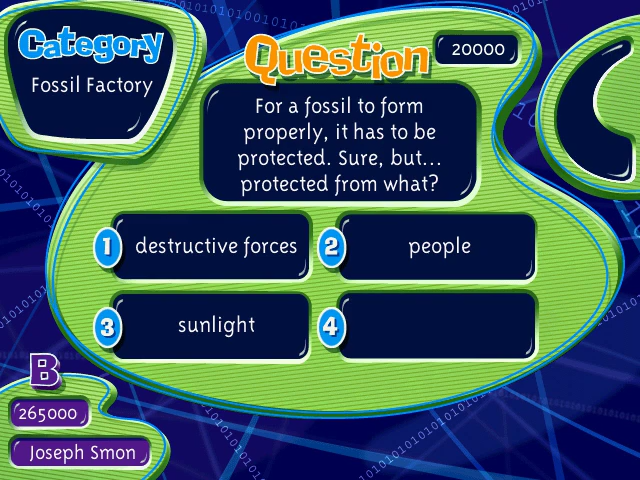 Category
Fossil Factory
Question
20000
For a fossil to form
properly, it has to be
protected. Sure, but...
protected from what?
1 destructive forces
2 people
3 sunlight
4
B
265000
Joseph Smon